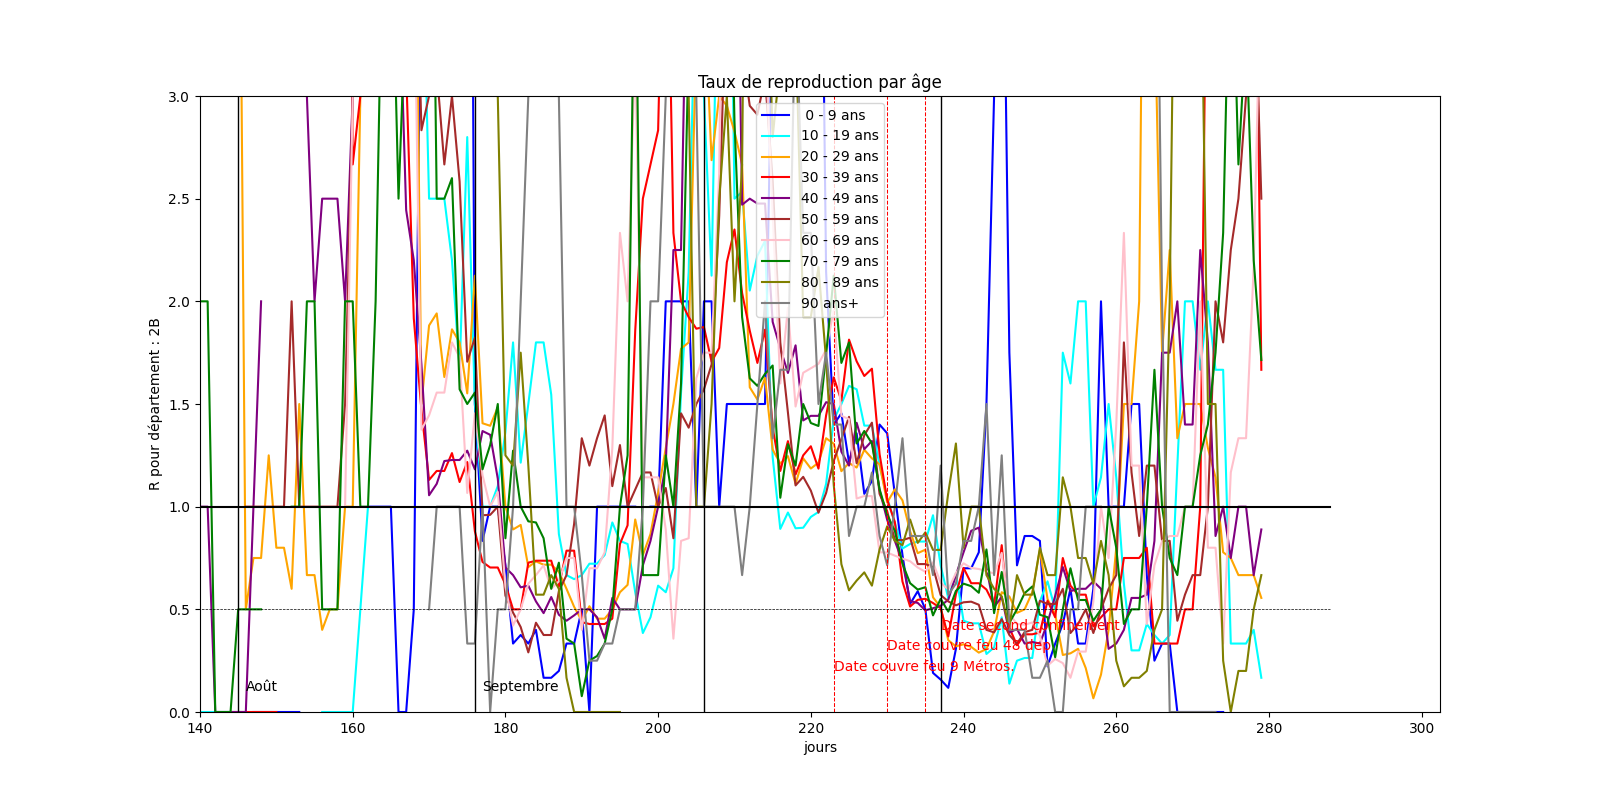 Taux de reproduction par âge
R pour département : 2B
3.0
2.5
2.0
1.5
1.0
0.5
0.0
0 - 9 ans
10 - 19 ans
20 - 29 ans
30 - 39 ans
40 - 49 ans
50 - 59 ans
60 - 69 ans
70 - 79 ans
80 - 89 ans
90 ans+
Date second confinement
Date couvre feu 48 dep.
Date couvre feu 9 Métros.
Août
Septembre
140 160 180 200 220 240 260 280 300
jours